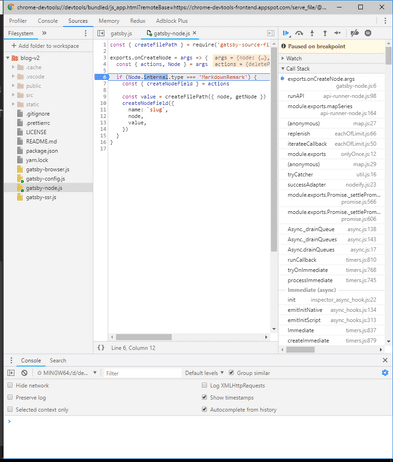 chrome-devtools://devtools/bundled/js_app.html?remoteBase=https://chrome-devtools-frontend.appspot.com/serve_file/@...
Profiler Console Sources Memory Redux Adblock Plus
Filesystem
gatsby.js
gatsby-node.js
Paused on breakpoint
+ Add folder to workspace
blog-v2
.cache
.vscode
public
src
static
.gitignore
.prettierrc
LICENSE
README.md
package.json
yarn.lock
gatsby-browser.js
gatsby-config.js
gatsby-node.js
gatsby-ssr.js
const { createFilePath } = require('gatsby-source-fi
exports.onCreateNode = args => { args = {node: {…},
const { actions, Node } = args actions = {deleteP
if (Node.internal.type === 'MarkdownRemark') {
const { createNodeField } = actions
const value = createFilePath({ node, getNode })
createNodeField({
name: `slug`,
node,
value,
})
}
}
Watch
Call Stack
exports.onCreateNode.args
gatsby-node.js:6
runAPI api-runner-node.js:98
module.exports.mapSeries
api-runner-node.js:164
(anonymous) map.js:27
replenish eachOfLimit.js:66
iterateeCallback eachOfLimit.js:50
module.exports onlyOnce.js:12
(anonymous) map.js:29
tryCatcher util.js:16
successAdapter nodeify.js:23
module.exports.Promise._settleProm…
promise.js:566
module.exports.Promise._settleProm…
promise.js:606
Async._drainQueue async.js:138
Async._drainQueues async.js:143
Async.drainQueues async.js:17
runCallback timers.js:810
tryOnImmediate timers.js:768
processImmediate timers.js:745
Immediate (async)
init inspector_async_hook.js:22
emitInitNative async_hooks.js:134
emitInitScript async_hooks.js:313
Immediate timers.js:837
createImmediate timers.js:879
{} Line 6, Column 12
Console Search
MINGW64/d/de… Filter Default levels Group similar
Hide network
Log XMLHttpRequests
Preserve log
Show timestamps
Selected context only
Autocomplete from history